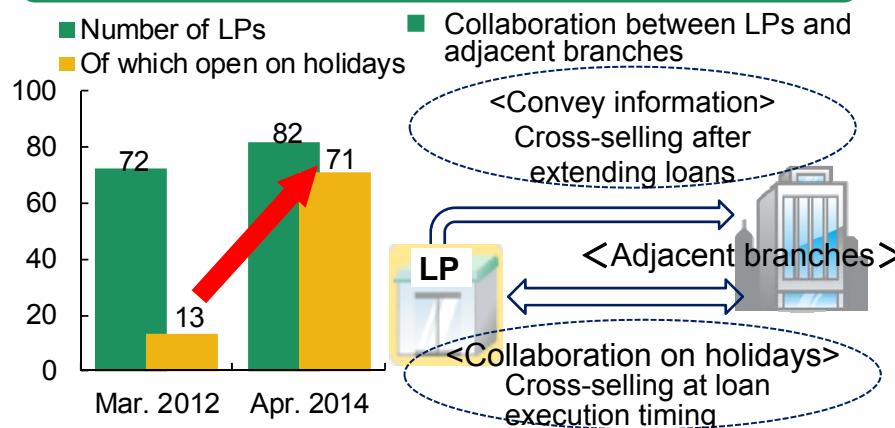 Number of LPs
Of which open on holidays
100
80
60
40
20
0
72
13
82
71
Mar. 2012
Apr. 2014
Collaboration between LPs and
adjacent branches
<Convey information>
Cross-selling after
extending loans
LP
<Adjacent branches>
<Collaboration on holidays>
Cross-selling at loan
execution timing